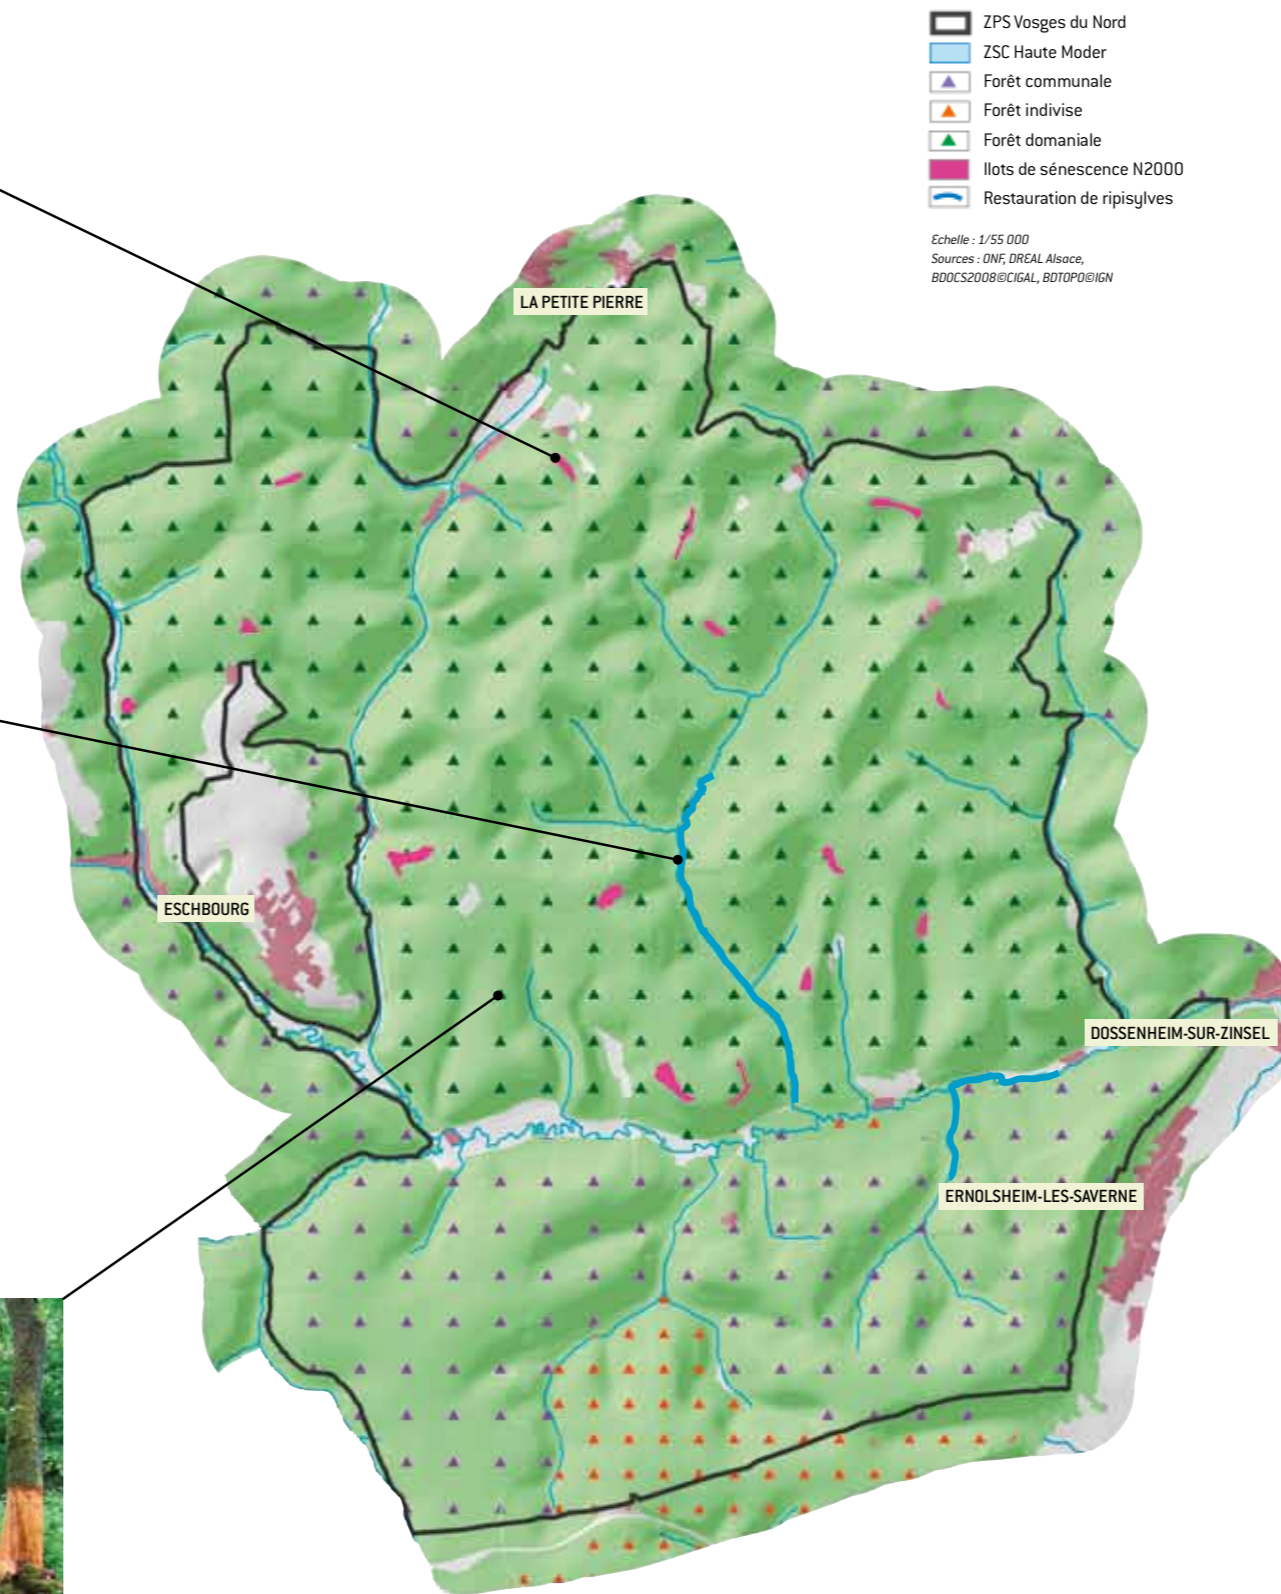 ZPS Vosges du Nord
ZSC Haute Moder
Forêt communale
Forêt indivise
Forêt domaniale
Ilots de sénescence N2000
Restauration de ripisylves
Echelle : 1/55 000
Sources : ONF, DREAL Alsace,
BDOCS2008©CIGAL, BDTOPO©IGN
LA PETITE PIERRE
ESCHBOURG
DOSSENHEIM-SUR-ZINSEL
ERNOLSHEIM-LES-SAVERNE